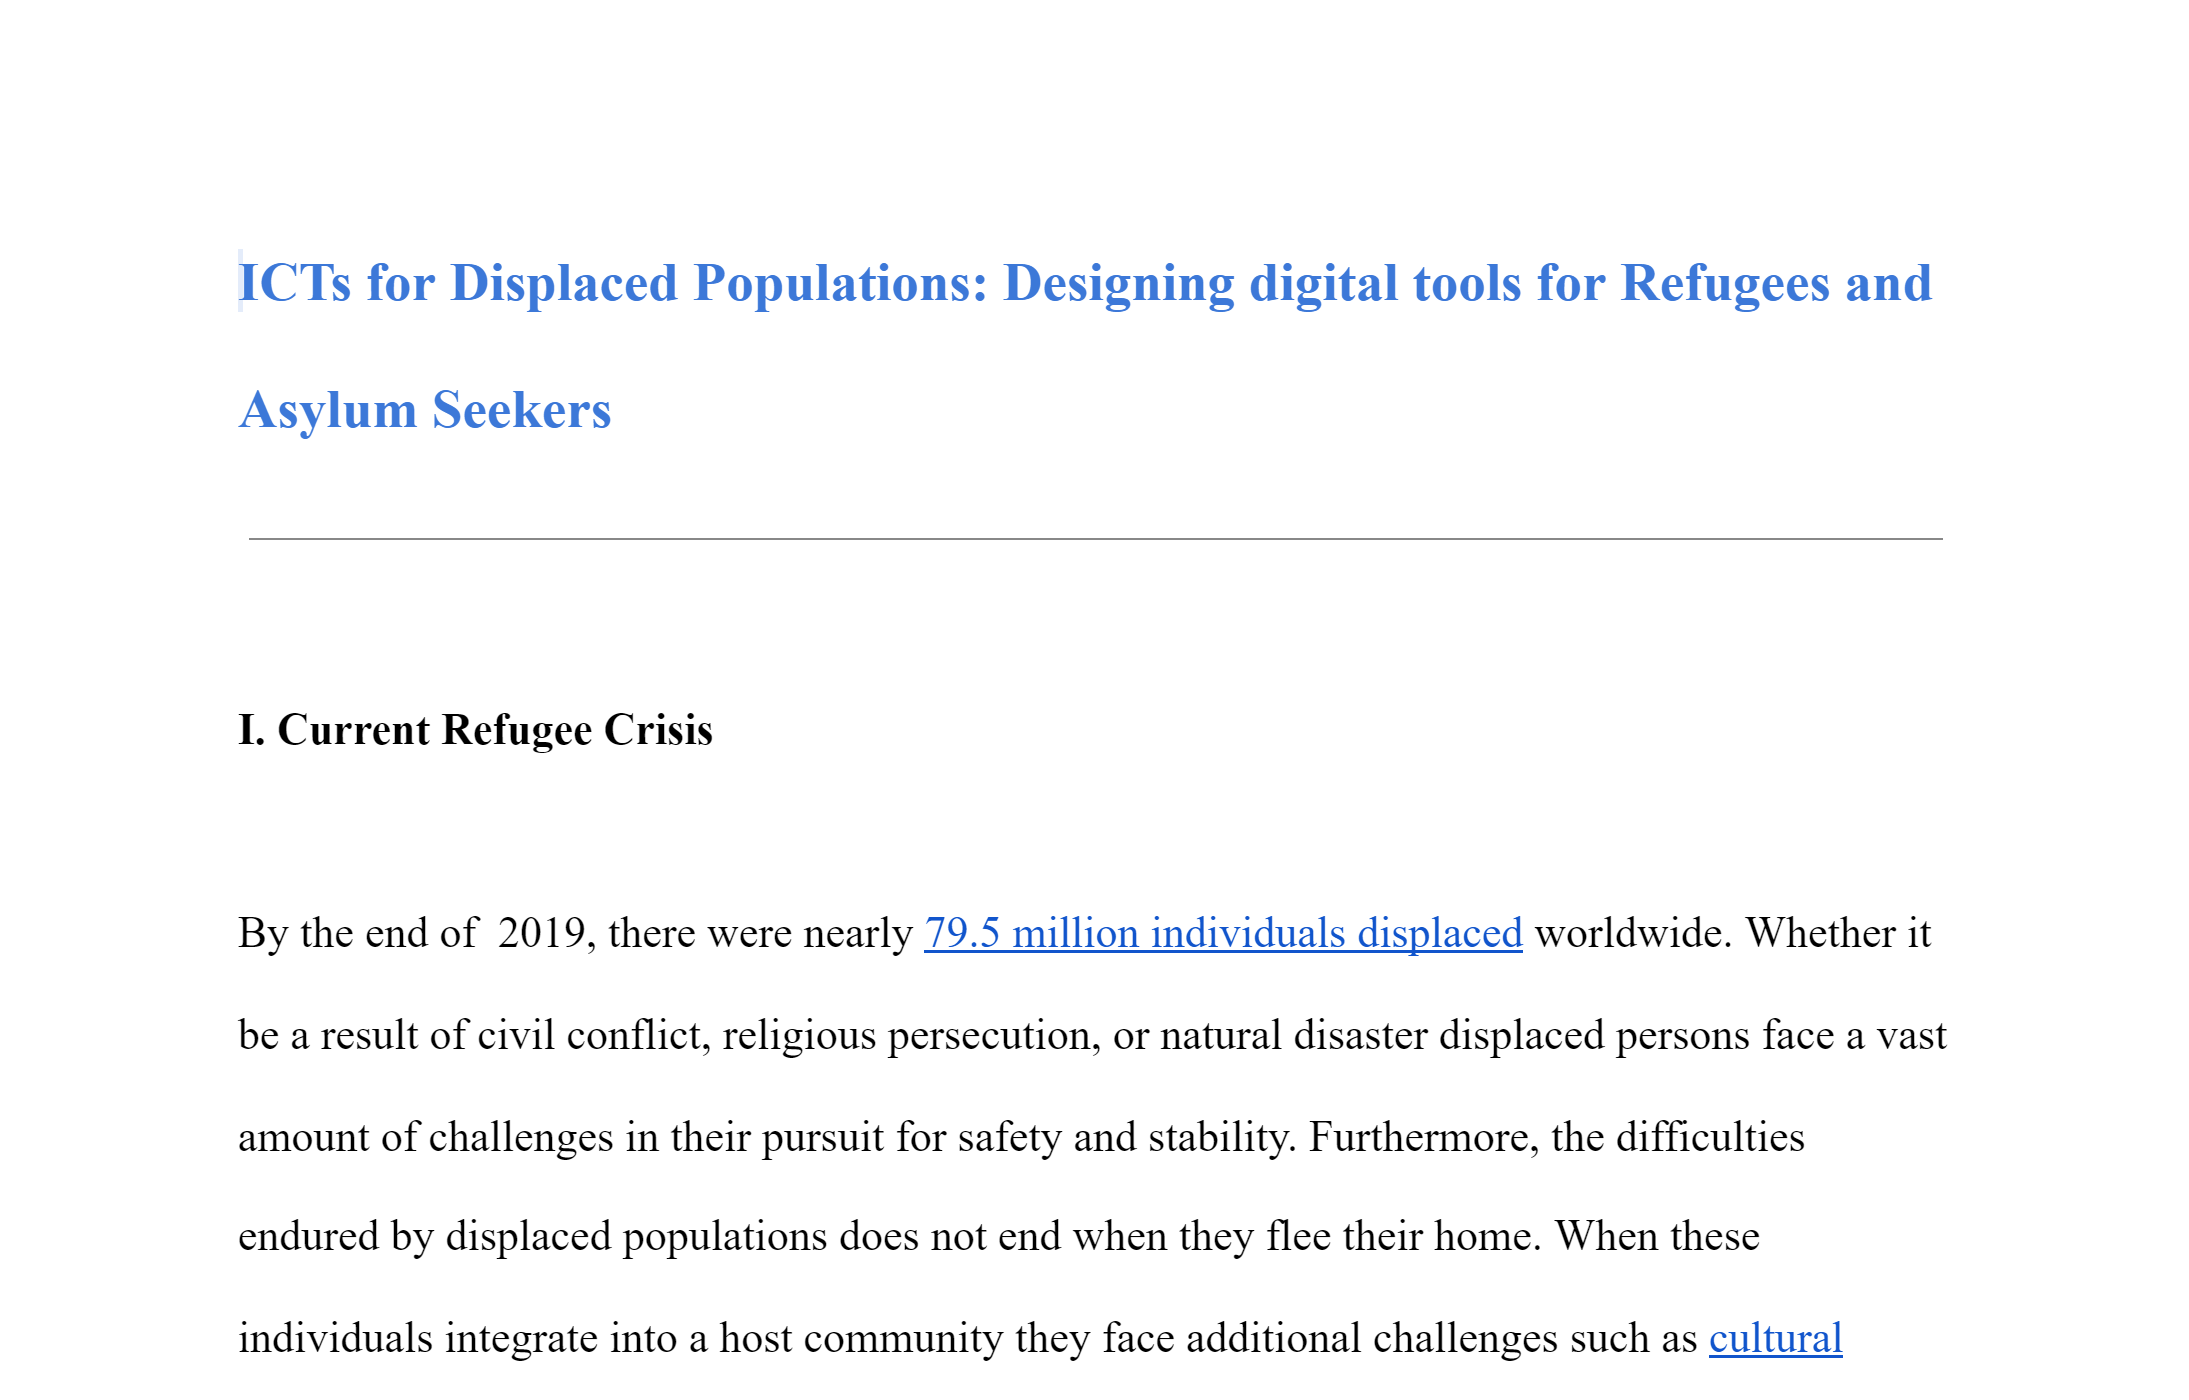 ICTs for Displaced Populations: Designing digital tools for Refugees and
Asylum Seekers
I. Current Refugee Crisis
By the end of  2019, there were nearly 79.5 million individuals displaced worldwide. Whether it
be a result of civil conflict, religious persecution, or natural disaster displaced persons face a vast
amount of challenges in their pursuit for safety and stability. Furthermore, the difficulties
endured by displaced populations does not end when they flee their home. When these
individuals integrate into a host community they face additional challenges such as cultural